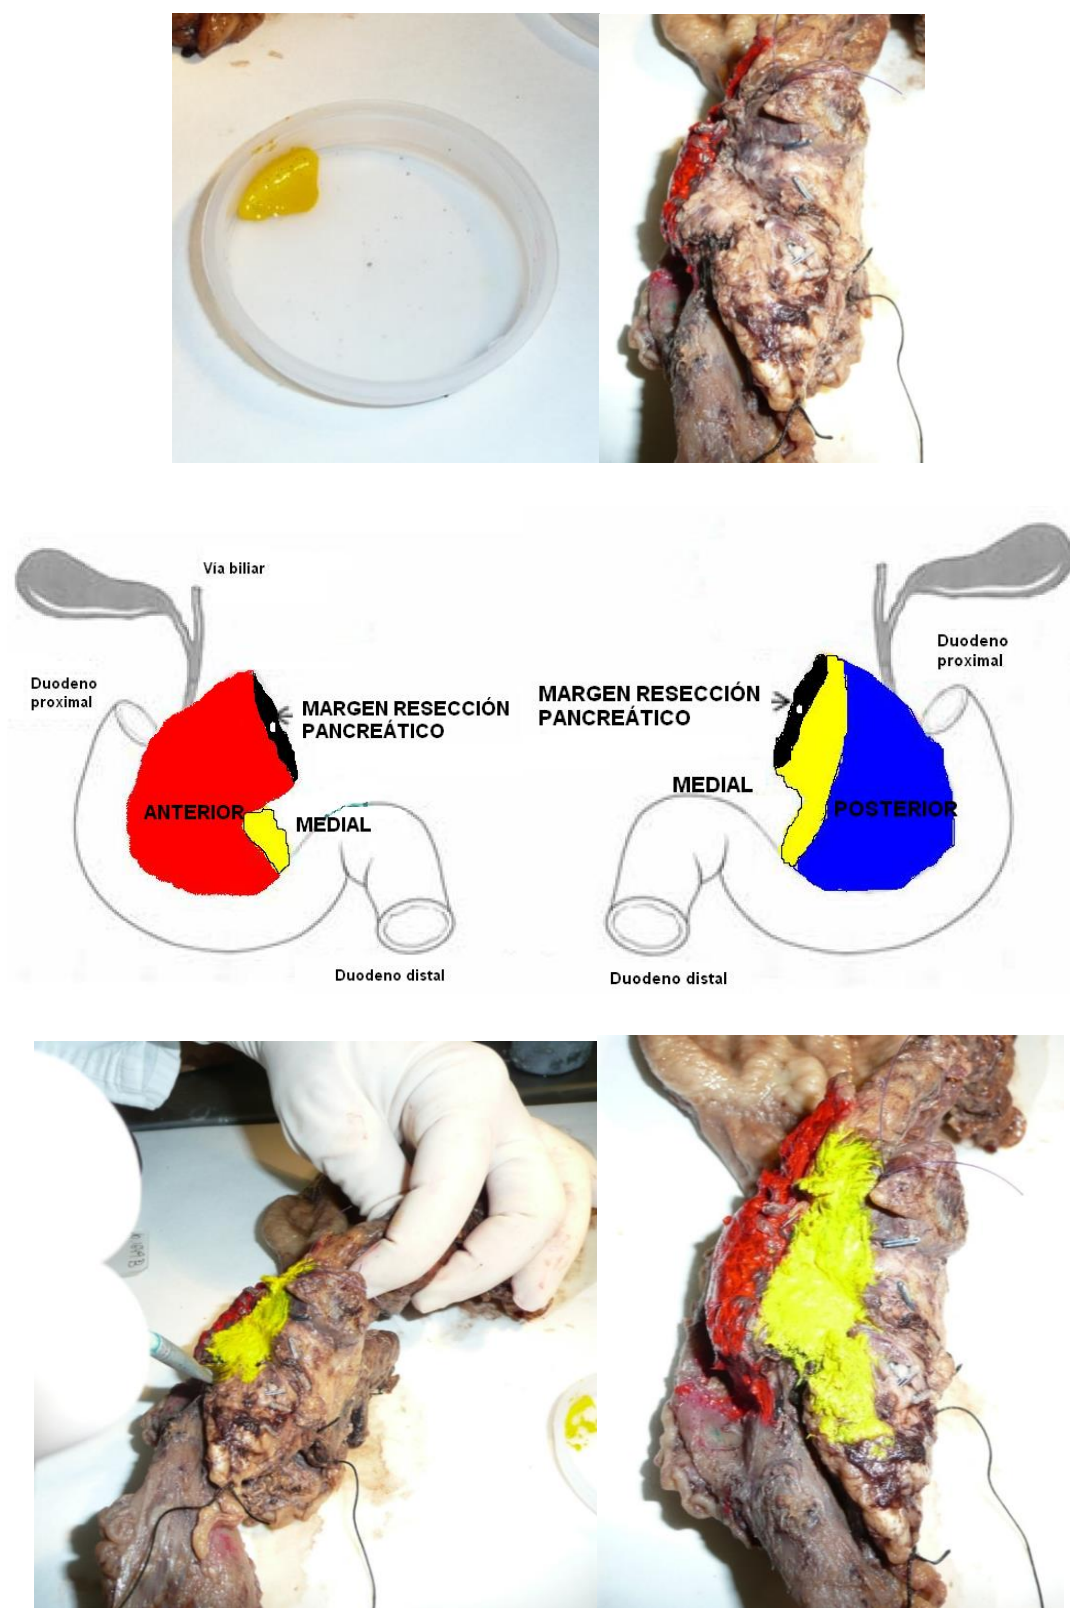 Vía biliar
Duodeno
proximal
MARGEN RESECCIÓN
PANCREÁTICO
ANTERIOR
MEDIAL
Duodeno distal
Duodeno
proximal
MARGEN RESECCIÓN
PANCREÁTICO
MEDIAL
POSTERIOR
Duodeno distal